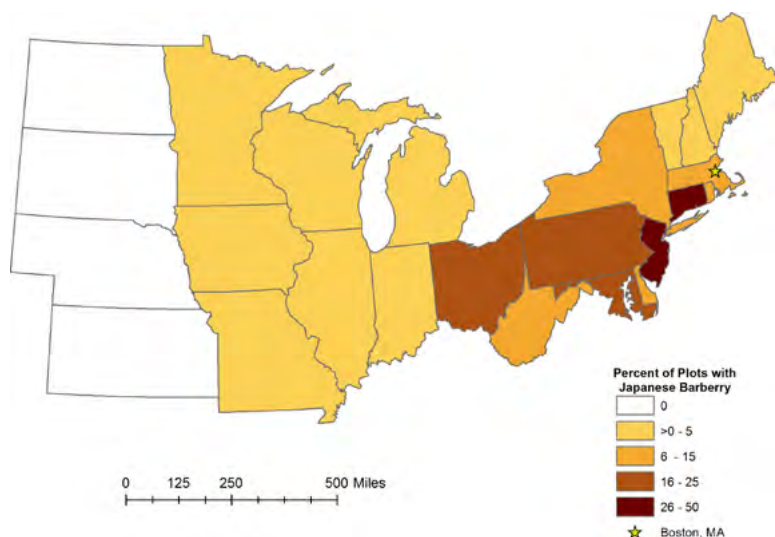 Percent of Plots with
Japanese Barberry
0
>0 - 5
6 - 15
16 - 25
26 - 50
Boston, MA
0 125 250 500 Miles